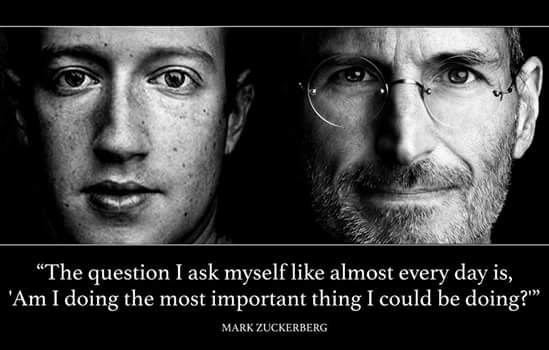 “The question I ask myself like almost every day is,
'Am I doing the most important thing I could be doing?'”
MARK ZUCKERBERG